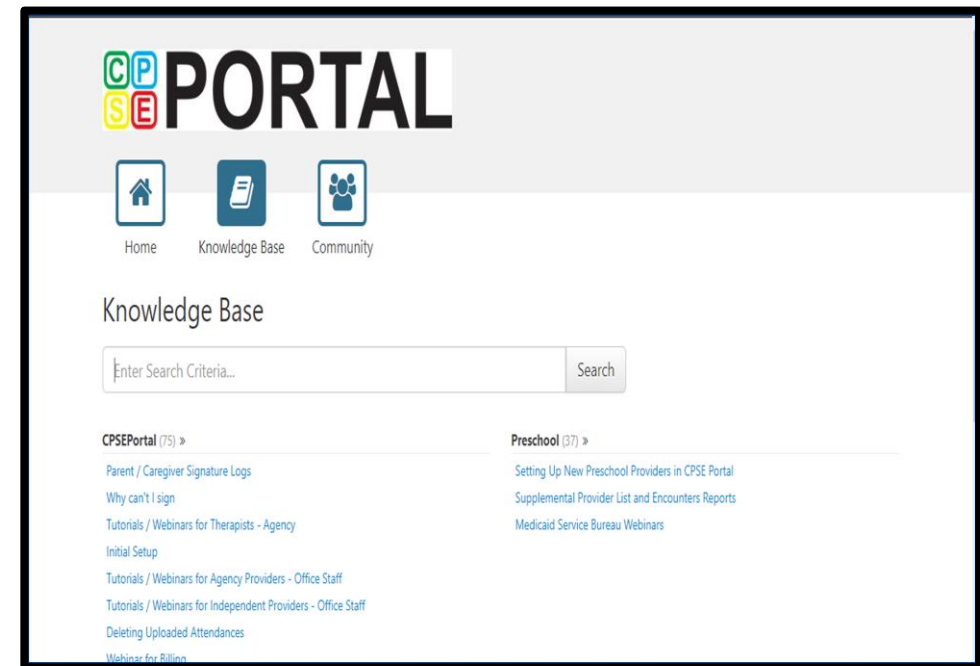 CP
SE PORTAL
Home Knowledge Base Community
Knowledge Base
Enter Search Criteria... Search
CPSEPortal (75) »
Parent / Caregiver Signature Logs
Why can't I sign
Tutorials / Webinars for Therapists - Agency
Initial Setup
Tutorials / Webinars for Agency Providers - Office Staff
Tutorials / Webinars for Independent Providers - Office Staff
Deleting Uploaded Attendances
Webinar for Billing
Preschool (37) »
Setting Up New Preschool Providers in CPSE Portal
Supplemental Provider List and Encounters Reports
Medicaid Service Bureau Webinars